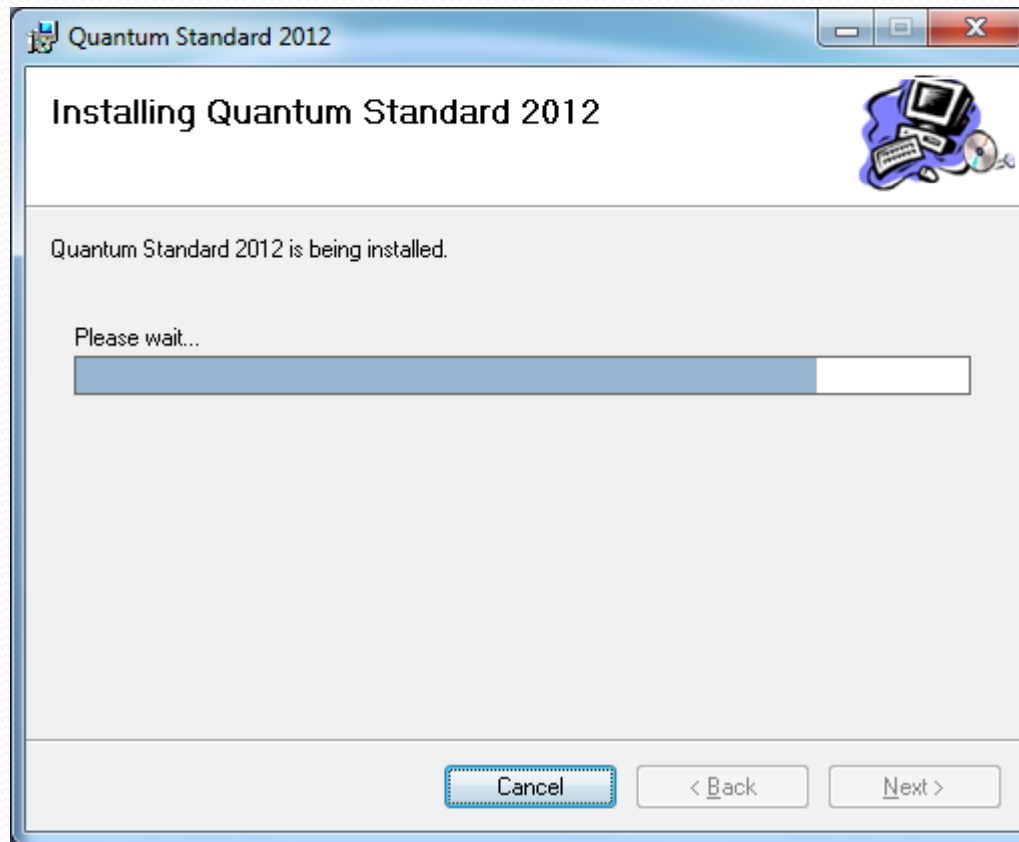 Quantum Standard 2012
Installing Quantum Standard 2012
Quantum Standard 2012 is being installed.
Please wait...
Cancel
< Back
Next >